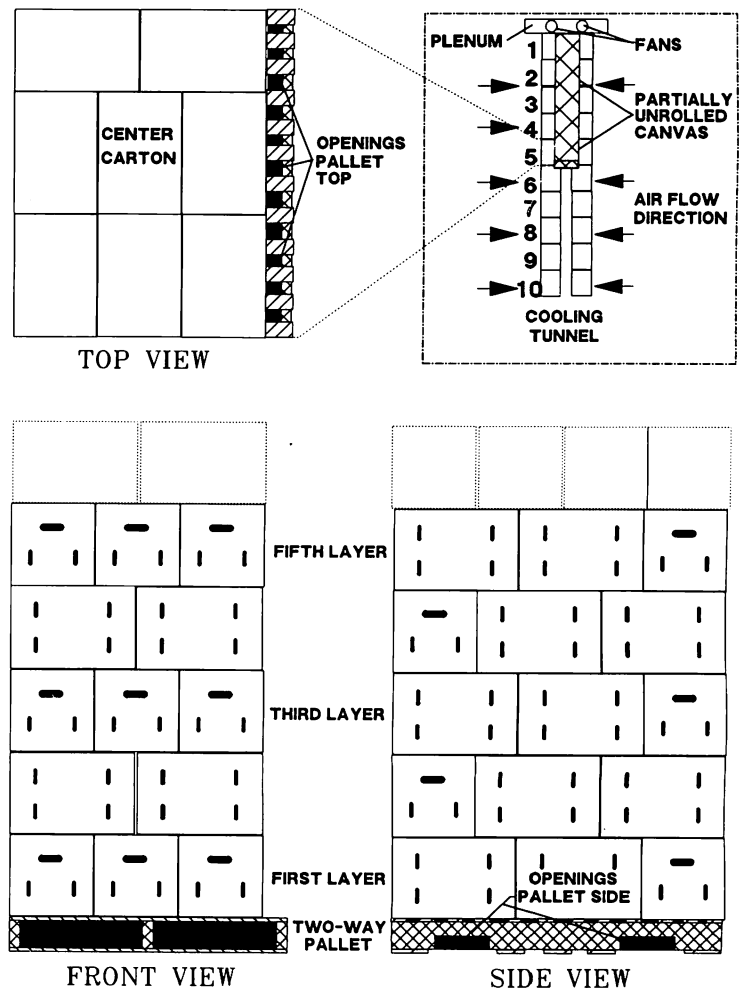 CENTER
CARTON
OPENINGS
PALLET
TOP
TOP VIEW
PLENUM
FANS
1
2
3
4
5
6
7
8
9
10
PARTIALLY
UNROLLED
CANVAS
AIR FLOW
DIRECTION
COOLING
TUNNEL
FIFTH LAYER
THIRD LAYER
FIRST LAYER
TWO-WAY
PALLET
FRONT VIEW
OPENINGS
PALLET SIDE
SIDE VIEW